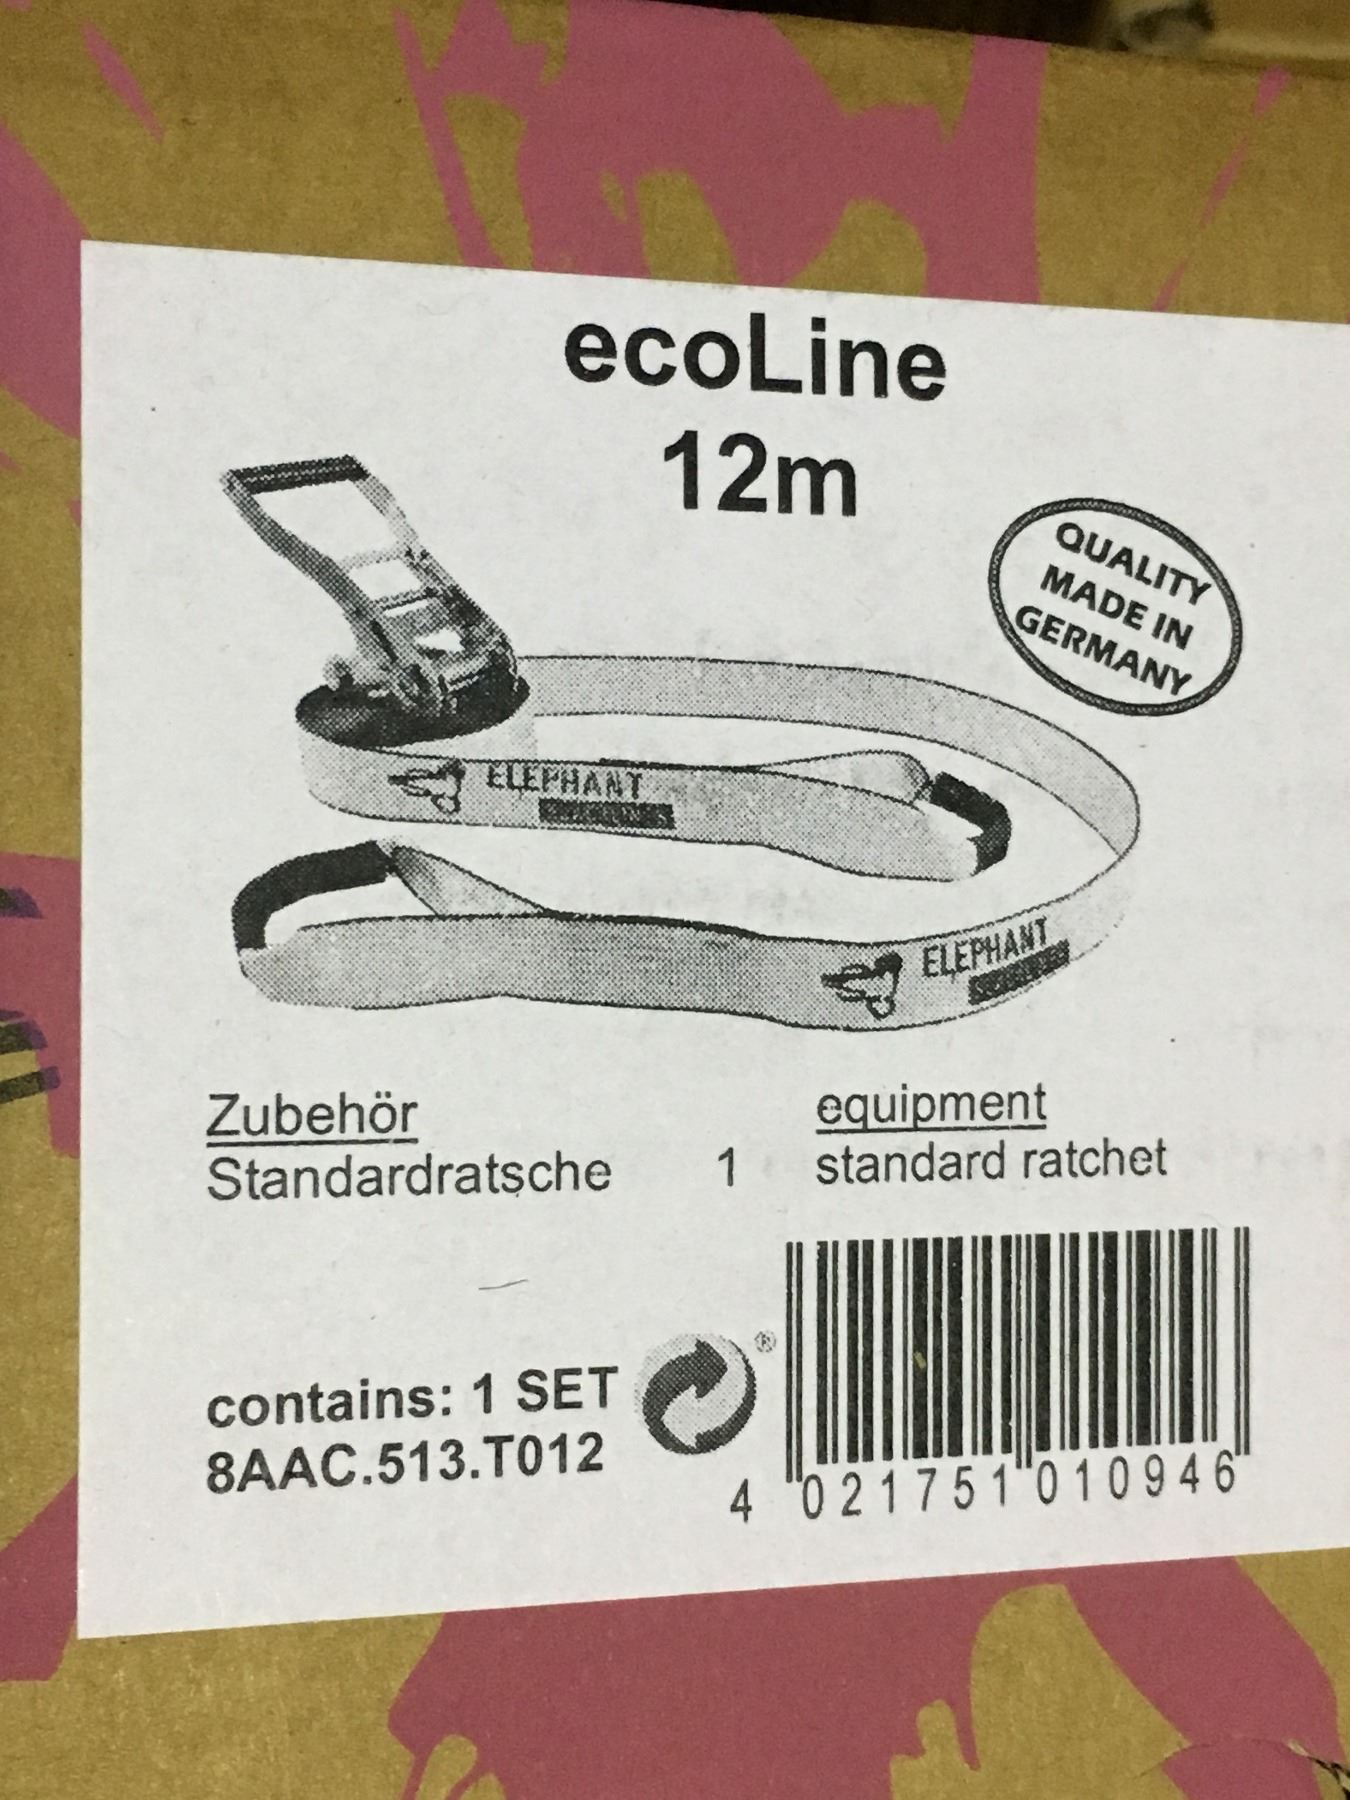 ecoLine
12m
QUALITY
MADE IN
GERMANY
ELEPHANT
ELEPHANT
Zubehör equipment
Standardratsche 1 standard ratchet
®
contains: 1 SET
8AAC.513.T012
4 021751 010946